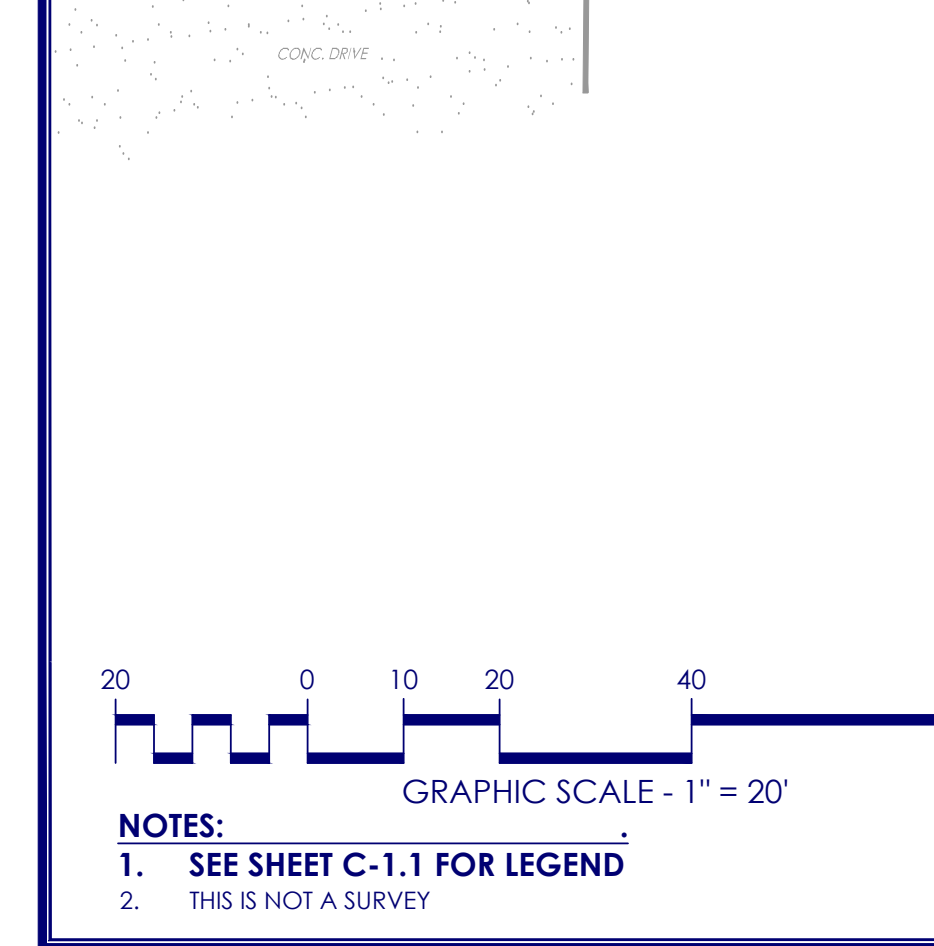 CONC. DRIVE
20 0 10 20 40
GRAPHIC SCALE - 1" = 20'
NOTES: .
1. SEE SHEET C-1.1 FOR LEGEND
2. THIS IS NOT A SURVEY